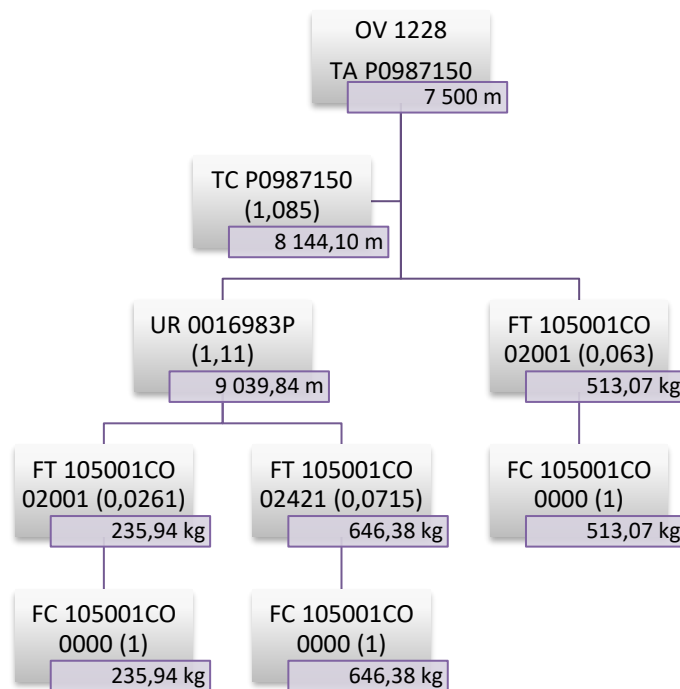 OV 1228
TA P0987150
7 500 m
TC P0987150
(1,085)
8 144,10 m
UR 0016983P
(1,11)
9 039,84 m
FT 105001CO
02001 (0,063)
513,07 kg
FT 105001CO
02001 (0,0261)
235,94 kg
FT 105001CO
02421 (0,0715)
646,38 kg
FC 105001CO
0000 (1)
513,07 kg
FC 105001CO
0000 (1)
235,94 kg
FC 105001CO
0000 (1)
646,38 kg